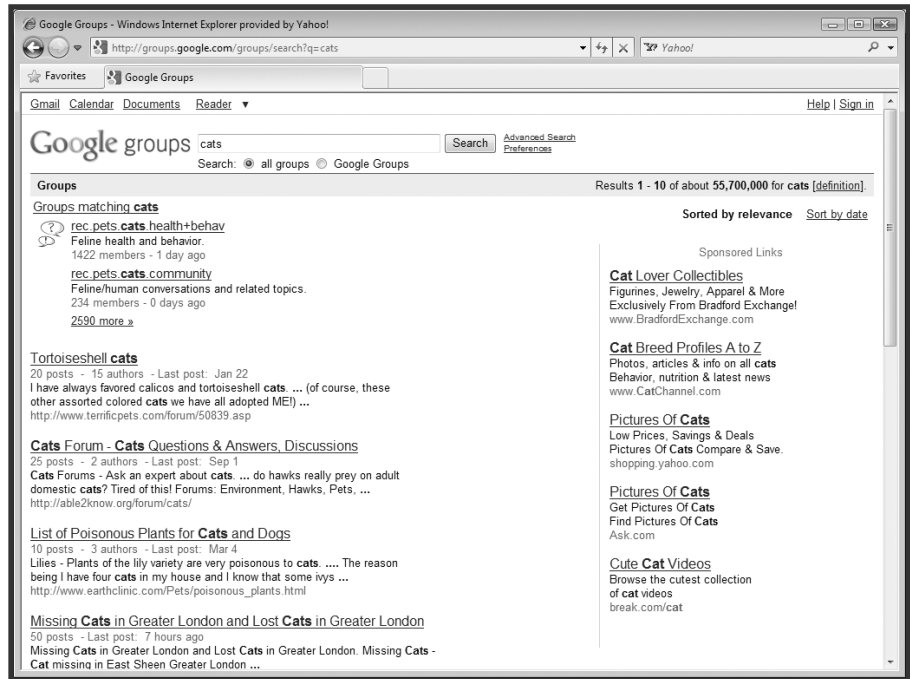 Google Groups - Windows Internet Explorer provided by Yahoo!
http://groups.google.com/groups/search?q=cats
Yahoo!
Favorites
Google Groups
Gmail Calendar Documents Reader ▼
Help | Sign in
Google groups
cats
Search
Advanced Search
Preferences
Search: all groups Google Groups
Groups
Results 1 - 10 of about 55,700,000 for cats [definition].
Groups matching cats
rec.pets.cats.health+behav
Feline health and behavior.
1422 members - 1 day ago
rec.pets.cats.community
Feline/human conversations and related topics.
234 members - 0 days ago
2590 more »
Tortoiseshell cats
20 posts - 15 authors - Last post: Jan 22
I have always favored calicos and tortoiseshell cats. ... (of course, these
other assorted colored cats we have all adopted ME!) ...
http://www.terrificpets.com/forum/50839.asp
Cats Forum - Cats Questions & Answers, Discussions
25 posts - 2 authors - Last post: Sep 1
Cats Forums - Ask an expert about cats. ... do hawks really prey on adult
domestic cats? Tired of this! Forums: Environment, Hawks, Pets, ...
http://able2know.org/forum/cats/
List of Poisonous Plants for Cats and Dogs
10 posts - 3 authors - Last post: Mar 4
Lilies - Plants of the lily variety are very poisonous to cats. .... The reason
being I have four cats in my house and I know that some ivys ...
http://www.earthclinic.com/Pets/poisonous_plants.html
Missing Cats in Greater London and Lost Cats in Greater London
50 posts - Last post: 7 hours ago
Missing Cats in Greater London and Lost Cats in Greater London. Missing Cats -
Cat missing in East Sheen Greater London ...
Sorted by relevance Sort by date
Sponsored Links
Cat Lover Collectibles
Figurines, Jewelry, Apparel & More
Exclusively From Bradford Exchange!
www.BradfordExchange.com
Cat Breed Profiles A to Z
Photos, articles & info on all cats
Behavior, nutrition & latest news
www.CatChannel.com
Pictures Of Cats
Low Prices, Savings & Deals
Pictures Of Cats Compare & Save.
shopping.yahoo.com
Pictures Of Cats
Get Pictures Of Cats
Find Pictures Of Cats
Ask.com
Cute Cat Videos
Browse the cutest collection
of cat videos
break.com/cat